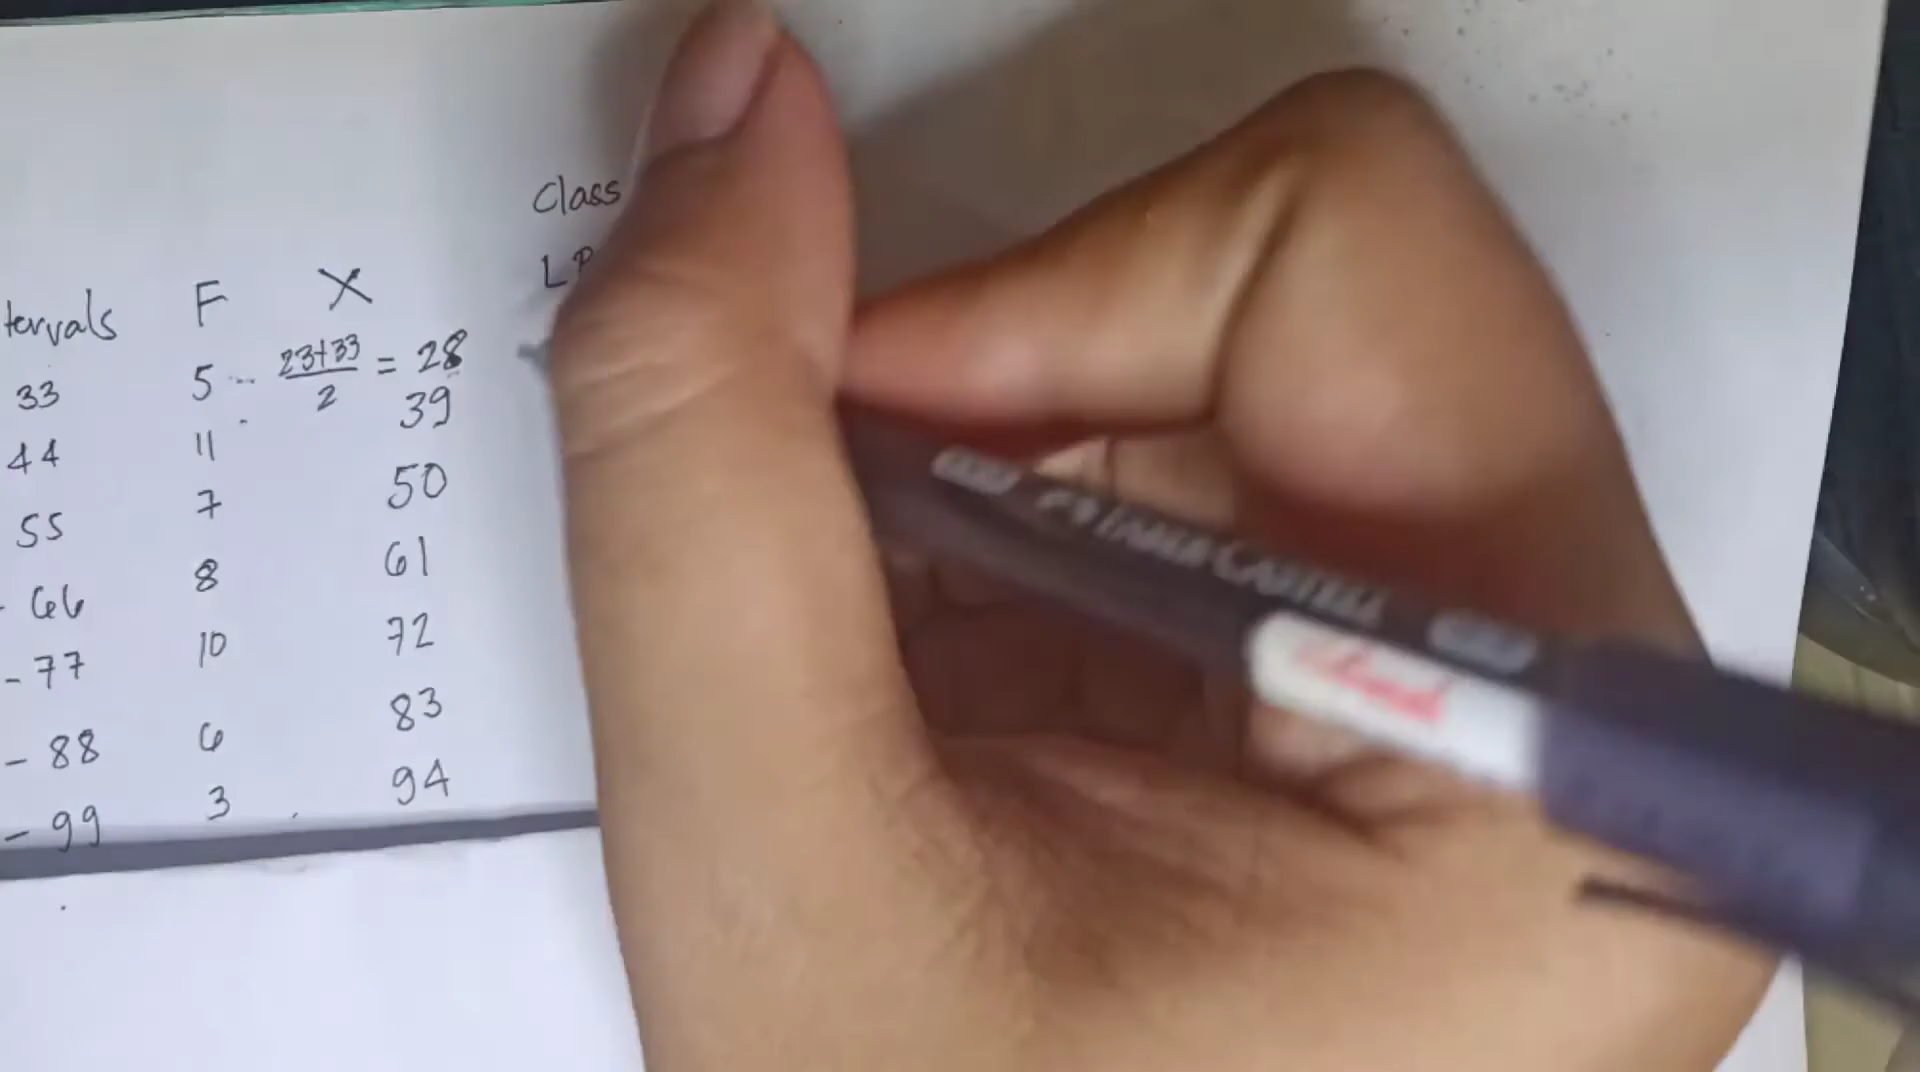 Class
LB
tervals F X
33 5 -- 23+33/2 = 28
44 11 39
55 7 50
- 66 8 61
- 77 10 72
- 88 6 83
- 99 3 94